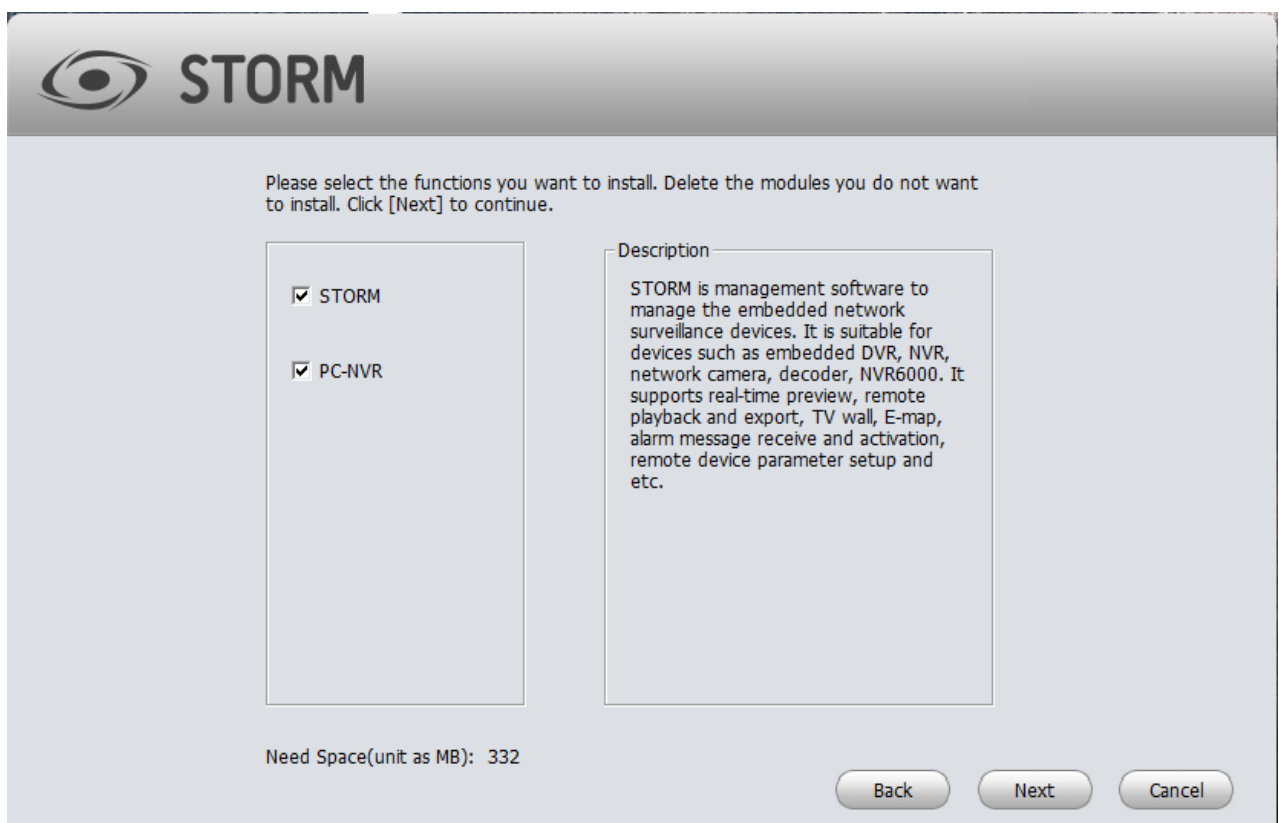 STORM
Please select the functions you want to install. Delete the modules you do not want
to install. Click [Next] to continue.
STORM
PC-NVR
Description
STORM is management software to
manage the embedded network
surveillance devices. It is suitable for
devices such as embedded DVR, NVR,
network camera, decoder, NVR6000. It
supports real-time preview, remote
playback and export, TV wall, E-map,
alarm message receive and activation,
remote device parameter setup and
etc.
Need Space(unit as MB): 332
Back
Next
Cancel